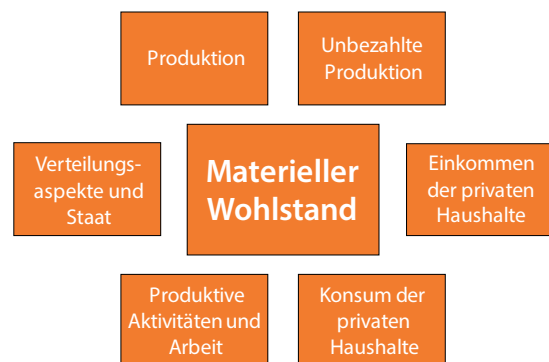 Produktion
Unbezahlte
Produktion
Verteilungs-
aspekte und
Staat
Materieller
Wohlstand
Einkommen
der privaten
Haushalte
Produktive
Aktivitäten und
Arbeit
Konsum der
privaten
Haushalte